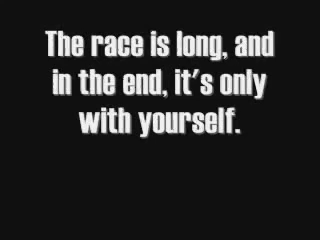 The race is long, and
in the end, it's only
with yourself.